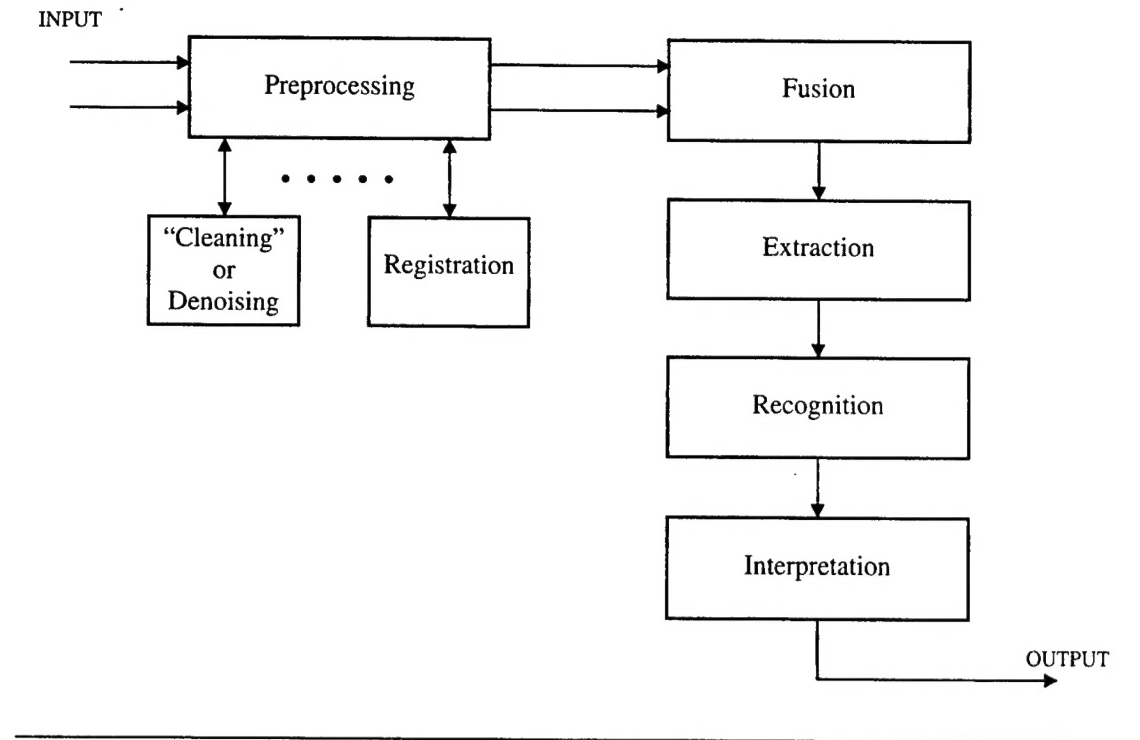 INPUT
Preprocessing
Fusion
“Cleaning”
or
Denoising
Registration
Extraction
Recognition
Interpretation
OUTPUT